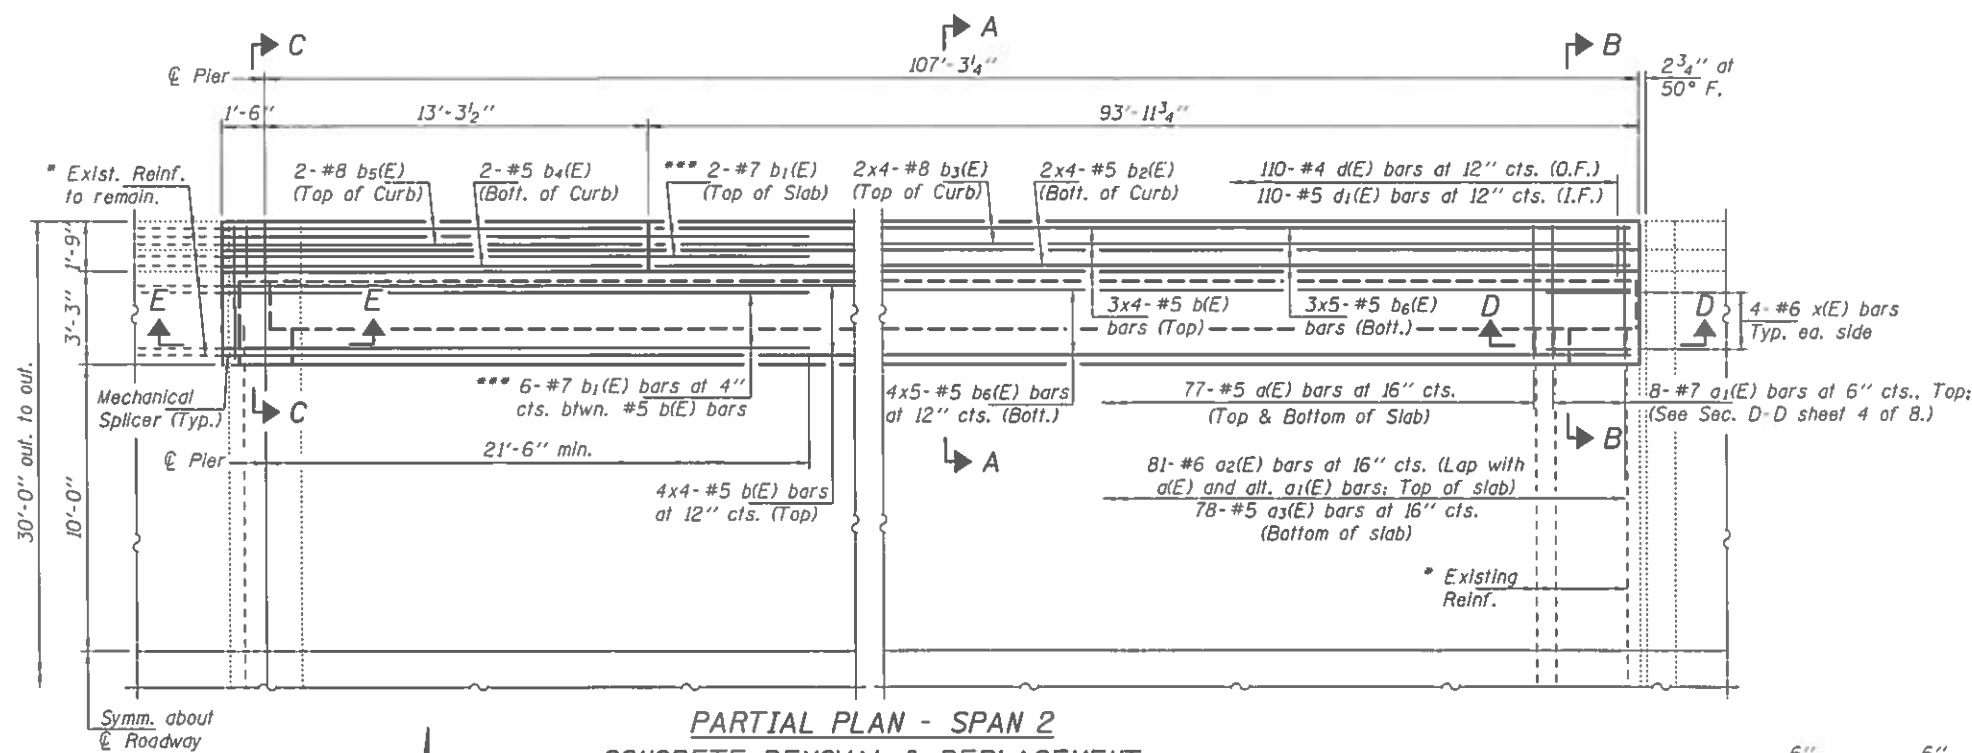 C
A
B
107'-3¼"
℄ Pier
2¾" at
50° F.
1'-6"
13'-3½"
93'-11¾"
* Exist. Reinf.
to remain.
2-#8 b5(E)
(Top of Curb)
2-#5 b4(E)
(Bott. of Curb)
*** 2-#7 b1(E)
(Top of Slab)
2x4-#8 b3(E)
(Top of Curb)
2x4-#5 b2(E)
(Bott. of Curb)
110-#4 d(E) bars at 12" cts. (O.F.)
110-#5 d1(E) bars at 12" cts. (I.F.)
1'-9"
3'-3"
10'-0"
30'-0" out. to out.
E
E
3x4-#5 b(E)
bars (Top)
3x5-#5 b6(E)
bars (Bott.)
D
D
4-#6 x(E) bars
Typ. ea. side
Mechanical
Splicer (Typ.)
C
*** 6-#7 b1(E) bars at 4"
cts. btwn. #5 b(E) bars
4x5-#5 b6(E) bars
at 12" cts. (Bott.)
77-#5 a(E) bars at 16" cts.
(Top & Bottom of Slab)
8-#7 a1(E) bars at 6" cts., Top;
(See Sec. D-D sheet 4 of 8.)
B
℄ Pier
21'-6" min.
A
4x4-#5 b(E) bars
at 12" cts. (Top)
81-#6 a2(E) bars at 16" cts. (Lap with
a(E) and alt. a1(E) bars; Top of slab)
78-#5 a3(E) bars at 16" cts.
(Bottom of slab)
* Existing
Reinf.
Symm. about
℄ Roadway
PARTIAL PLAN - SPAN 2
CONCRETE REMOVAL & REPLACEMENT
6"
6"